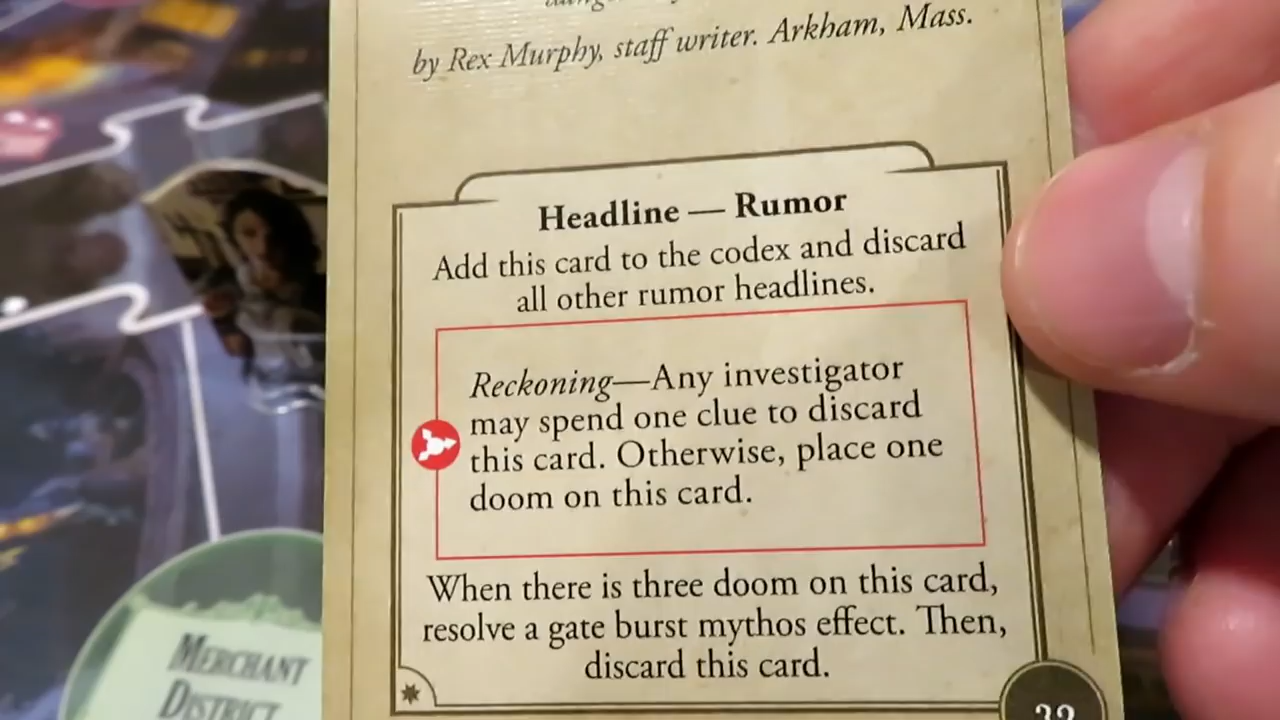 by Rex Murphy, staff writer. Arkham, Mass.
Headline — Rumor
Add this card to the codex and discard
all other rumor headlines.
Reckoning—Any investigator
may spend one clue to discard
this card. Otherwise, place one
doom on this card.
When there is three doom on this card,
resolve a gate burst mythos effect. Then,
discard this card.
MERCHANT
DISTRICT